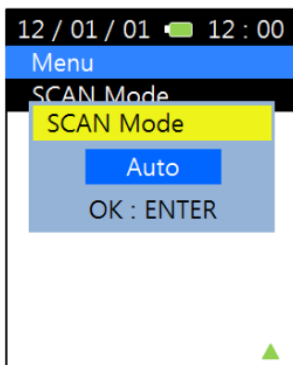 12 / 01 / 01 12 : 00
Menu
SCAN Mode
SCAN Mode
Auto
OK : ENTER